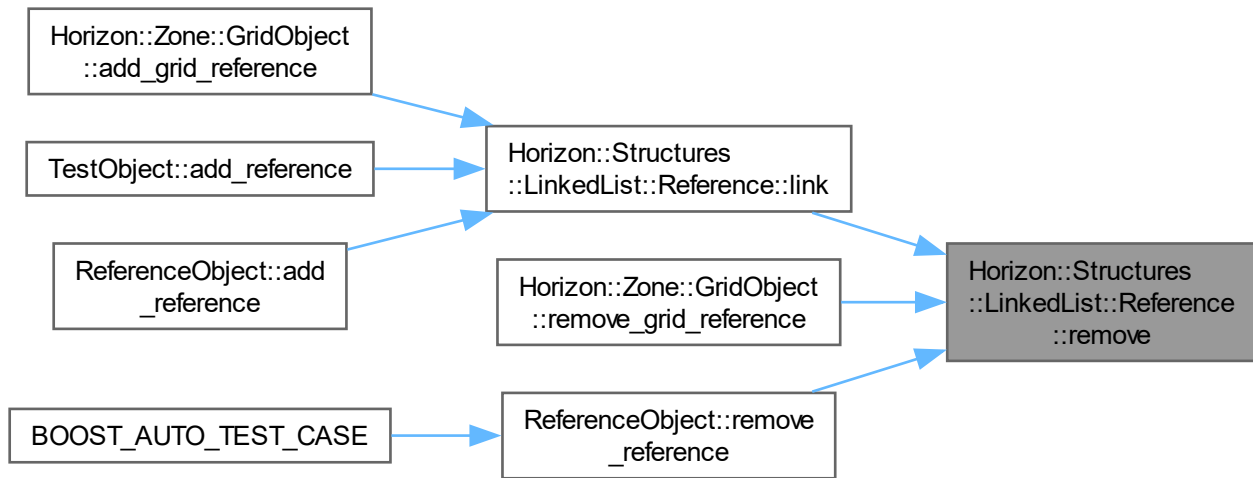 Horizon::Zone::GridObject
::add_grid_reference
TestObject::add_reference
ReferenceObject::add
_reference
Horizon::Structures
::LinkedList::Reference::link
Horizon::Zone::GridObject
::remove_grid_reference
ReferenceObject::remove
_reference
BOOST_AUTO_TEST_CASE
Horizon::Structures
::LinkedList::Reference
::remove